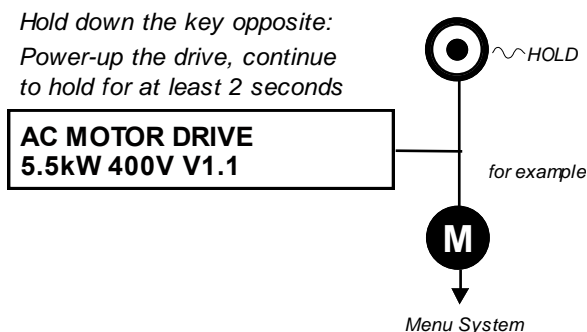 Hold down the key opposite:
Power-up the drive, continue
to hold for at least 2 seconds
HOLD
AC MOTOR DRIVE
5.5kW 400V V1.1
for example
M
Menu System